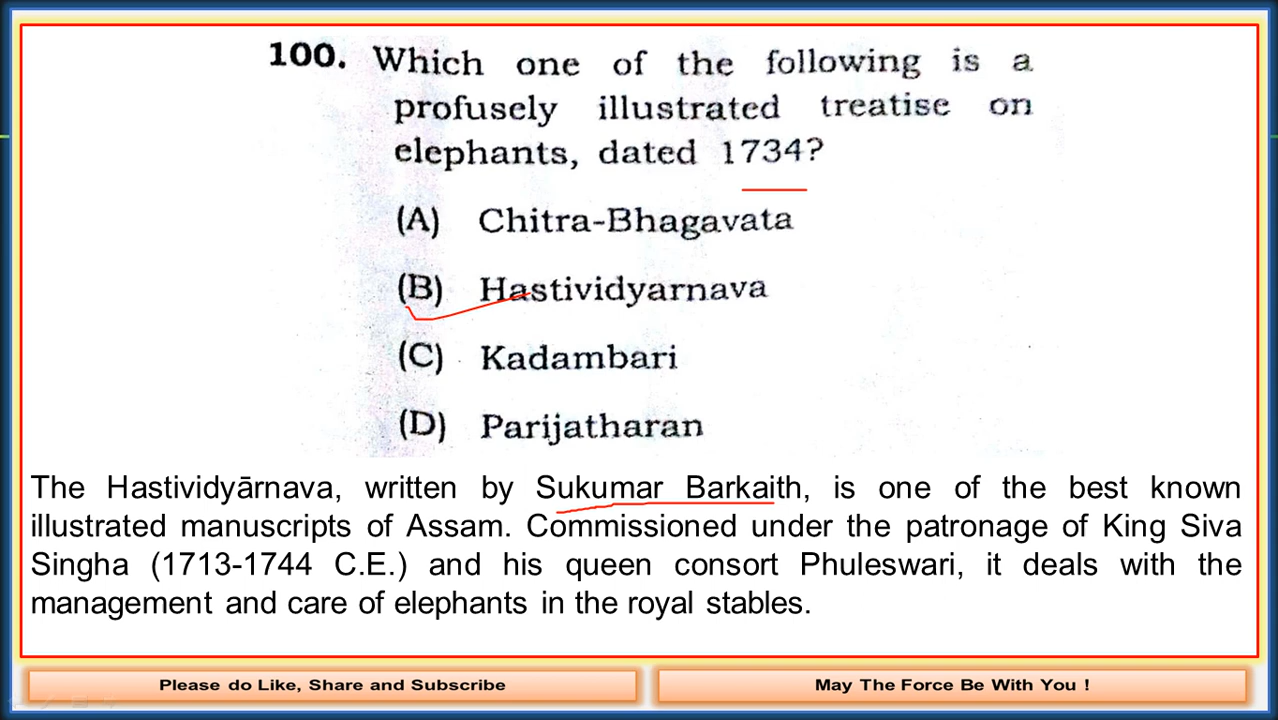 100. Which one of the following is a
profusely illustrated treatise on
elephants, dated 1734?
(A) Chitra-Bhagavata
(B) Hastividyarnava
(C) Kadambari
(D) Parijatharan
The Hastividyārnava, written by Sukumar Barkaith, is one of the best known
illustrated manuscripts of Assam. Commissioned under the patronage of King Siva
Singha (1713-1744 C.E.) and his queen consort Phuleswari, it deals with the
management and care of elephants in the royal stables.
Please do Like, Share and Subscribe
May The Force Be With You !